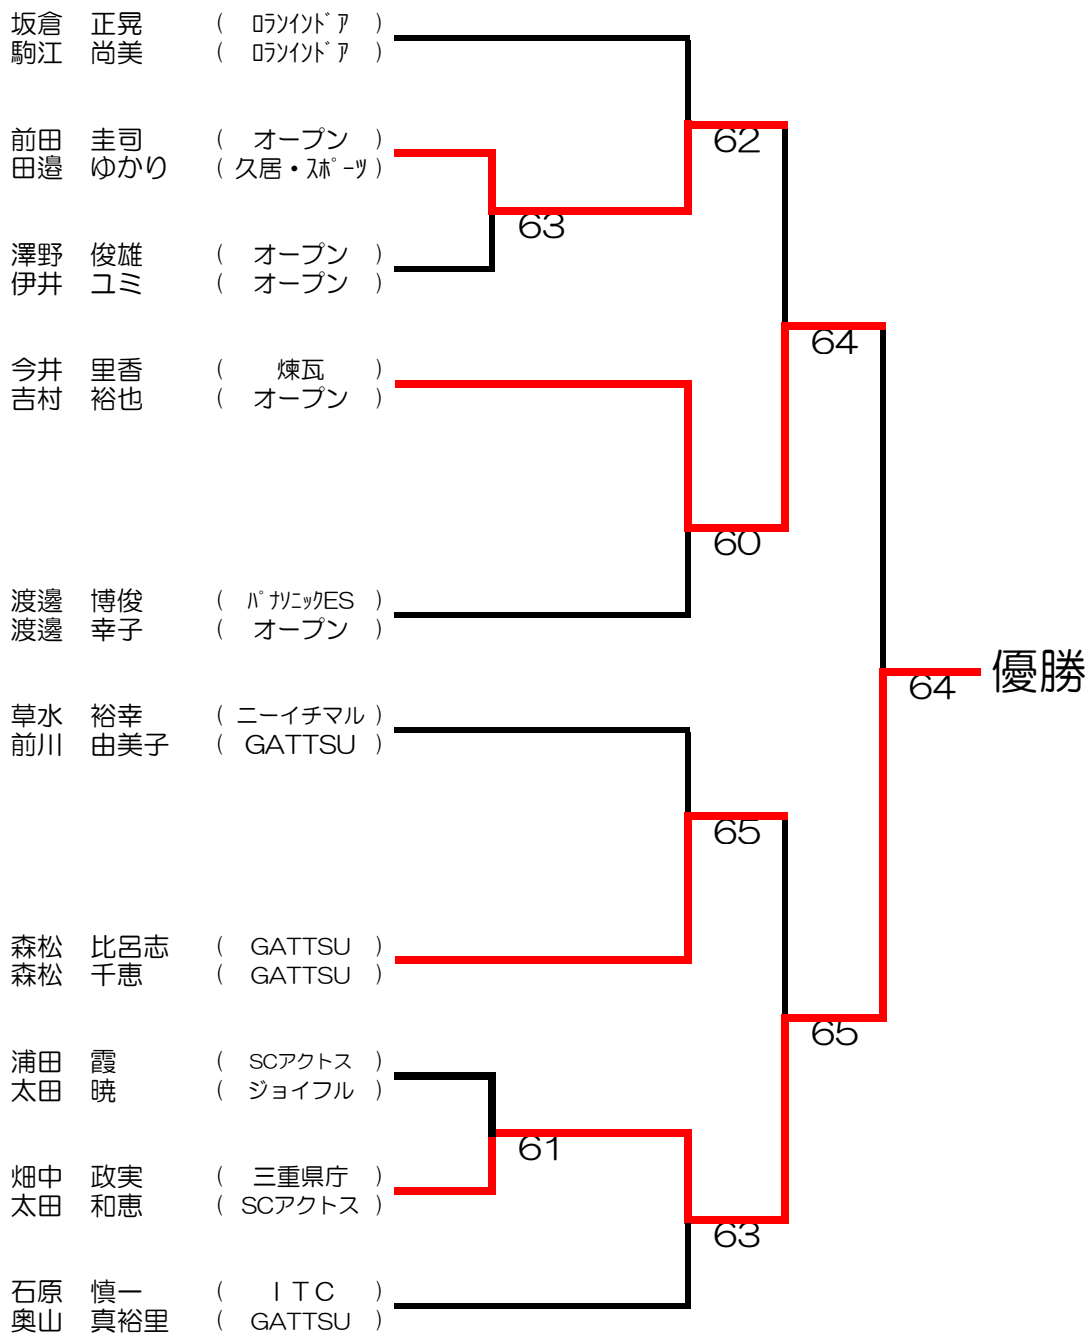 坂倉 正晃 ( ﾛﾗﾝｲﾝﾄﾞｱ )
駒江 尚美 ( ﾛﾗﾝｲﾝﾄﾞｱ )
62
前田 圭司 ( オープン )
田邉 ゆかり ( 久居・ｽﾎﾟｰﾂ )
63
澤野 俊雄 ( オープン )
伊井 ユミ ( オープン )
64
今井 里香 ( 煉瓦 )
吉村 裕也 ( オープン )
60
渡邊 博俊 ( ﾊﾟﾅｿﾆｯｸES )
渡邊 幸子 ( オープン )
優勝
64
草水 裕幸 ( ニーイチマル )
前川 由美子 ( GATTSU )
65
森松 比呂志 ( GATTSU )
森松 千恵 ( GATTSU )
65
浦田 霞 ( SCアクトス )
太田 暁 ( ジョイフル )
61
畑中 政実 ( 三重県庁 )
太田 和恵 ( SCアクトス )
63
石原 慎一 ( ＩＴＣ )
奥山 真裕里 ( GATTSU )